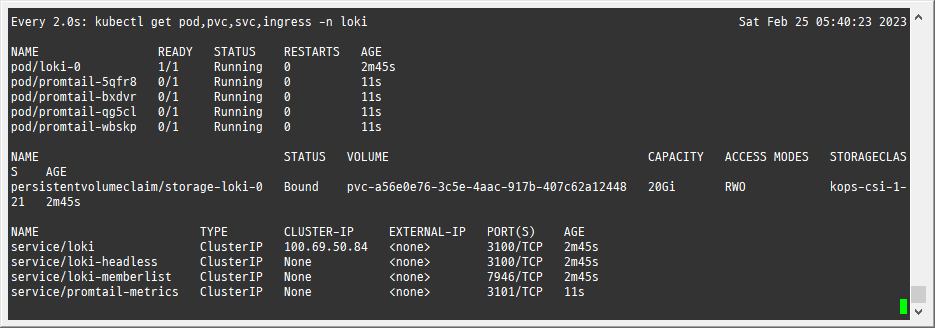 Every 2.0s: kubectl get pod,pvc,svc,ingress -n loki Sat Feb 25 05:40:23 2023
NAME READY STATUS RESTARTS AGE
pod/loki-0 1/1 Running 0 2m45s
pod/promtail-5qfr8 0/1 Running 0 11s
pod/promtail-bxdvr 0/1 Running 0 11s
pod/promtail-qg5cl 0/1 Running 0 11s
pod/promtail-wbskp 0/1 Running 0 11s
NAME STATUS VOLUME CAPACITY ACCESS MODES STORAGECLAS
S AGE
persistentvolumeclaim/storage-loki-0 Bound pvc-a56e0e76-3c5e-4aac-917b-407c62a12448 20Gi RWO kops-csi-1-
21 2m45s
NAME TYPE CLUSTER-IP EXTERNAL-IP PORT(S) AGE
service/loki ClusterIP 100.69.50.84 <none> 3100/TCP 2m45s
service/loki-headless ClusterIP None <none> 3100/TCP 2m45s
service/loki-memberlist ClusterIP None <none> 7946/TCP 2m45s
service/promtail-metrics ClusterIP None <none> 3101/TCP 11s